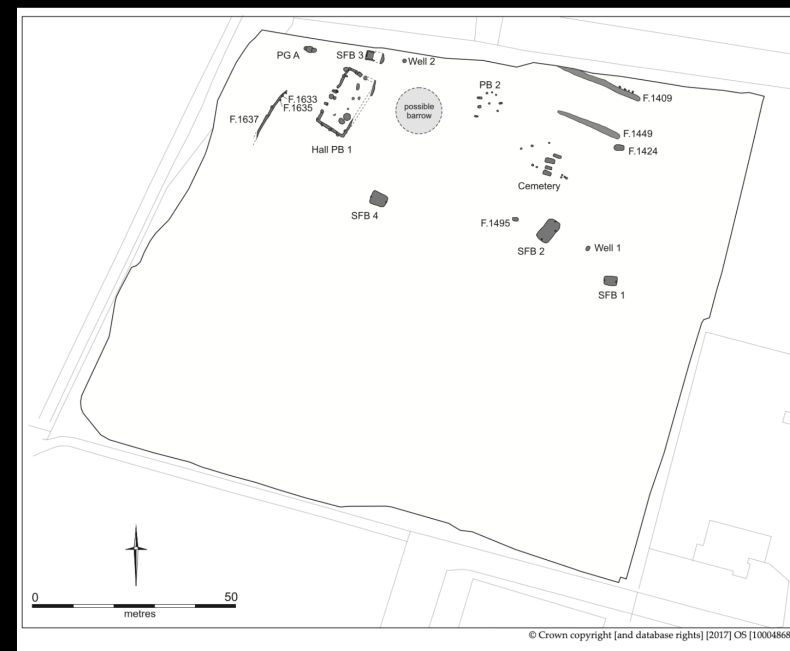 PG A
SFB 3
Well 2
PB 2
F.1409
F.1633
F.1635
F.1637
possible
barrow
F.1449
F.1424
Hall PB 1
Cemetery
SFB 4
F.1495
SFB 2
Well 1
SFB 1
0
50
metres
© Crown copyright [and database rights] [2017] OS [10004868